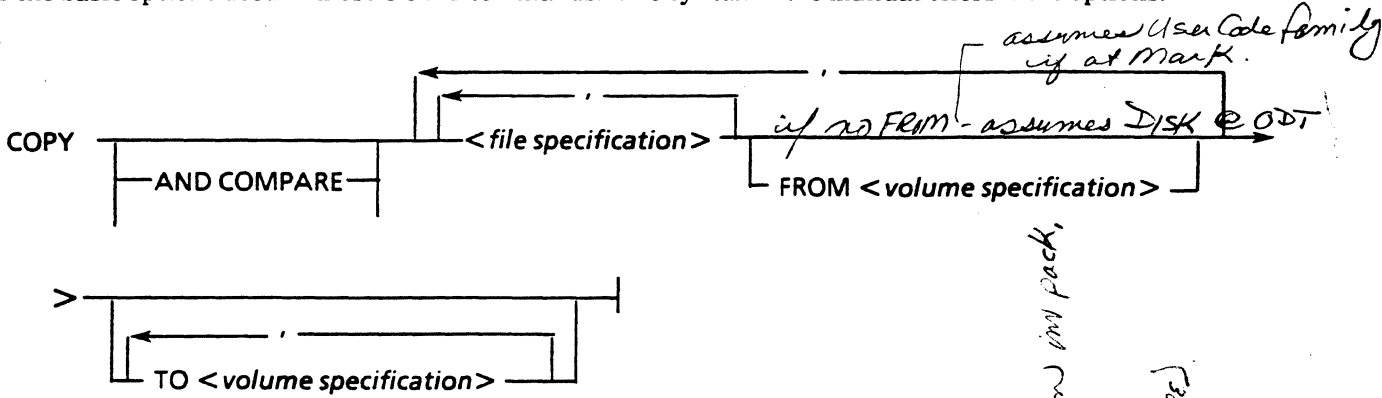 assumes UserCode family
if at Mark.
,
,
COPY <file specification> if no FROM - assumes DISK @ ODT
AND COMPARE FROM <volume specification>
in pack,
>
,
TO <volume specification>